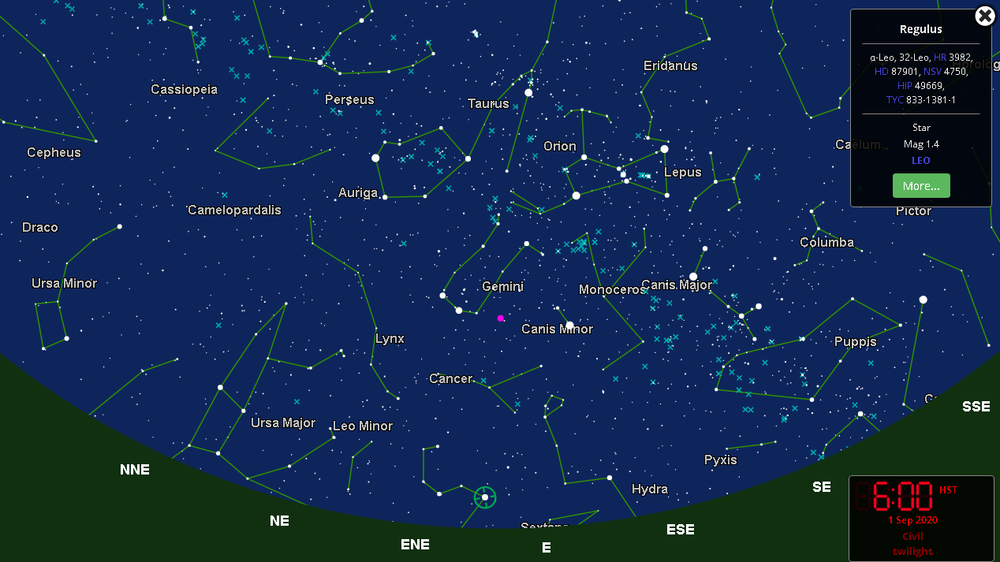 Regulus
α-Leo, 32-Leo, HR 3982,
HD 87901, NSV 4750,
HIP 49669,
TYC 833-1381-1
Star
Mag 1.4
LEO
More...
Eridanus
Cassiopeia
Perseus
Taurus
Orion
Caelum
Cepheus
Lepus
Auriga
Camelopardalis
Pictor
Draco
Columba
Ursa Minor
Gemini
Monoceros
Canis Major
Canis Minor
Lynx
Puppis
Cancer
SSE
Ursa Major
Leo Minor
Pyxis
NNE
Hydra
SE
6:00 HST
1 Sep 2020
Civil
twilight
NE
ESE
ENE
E